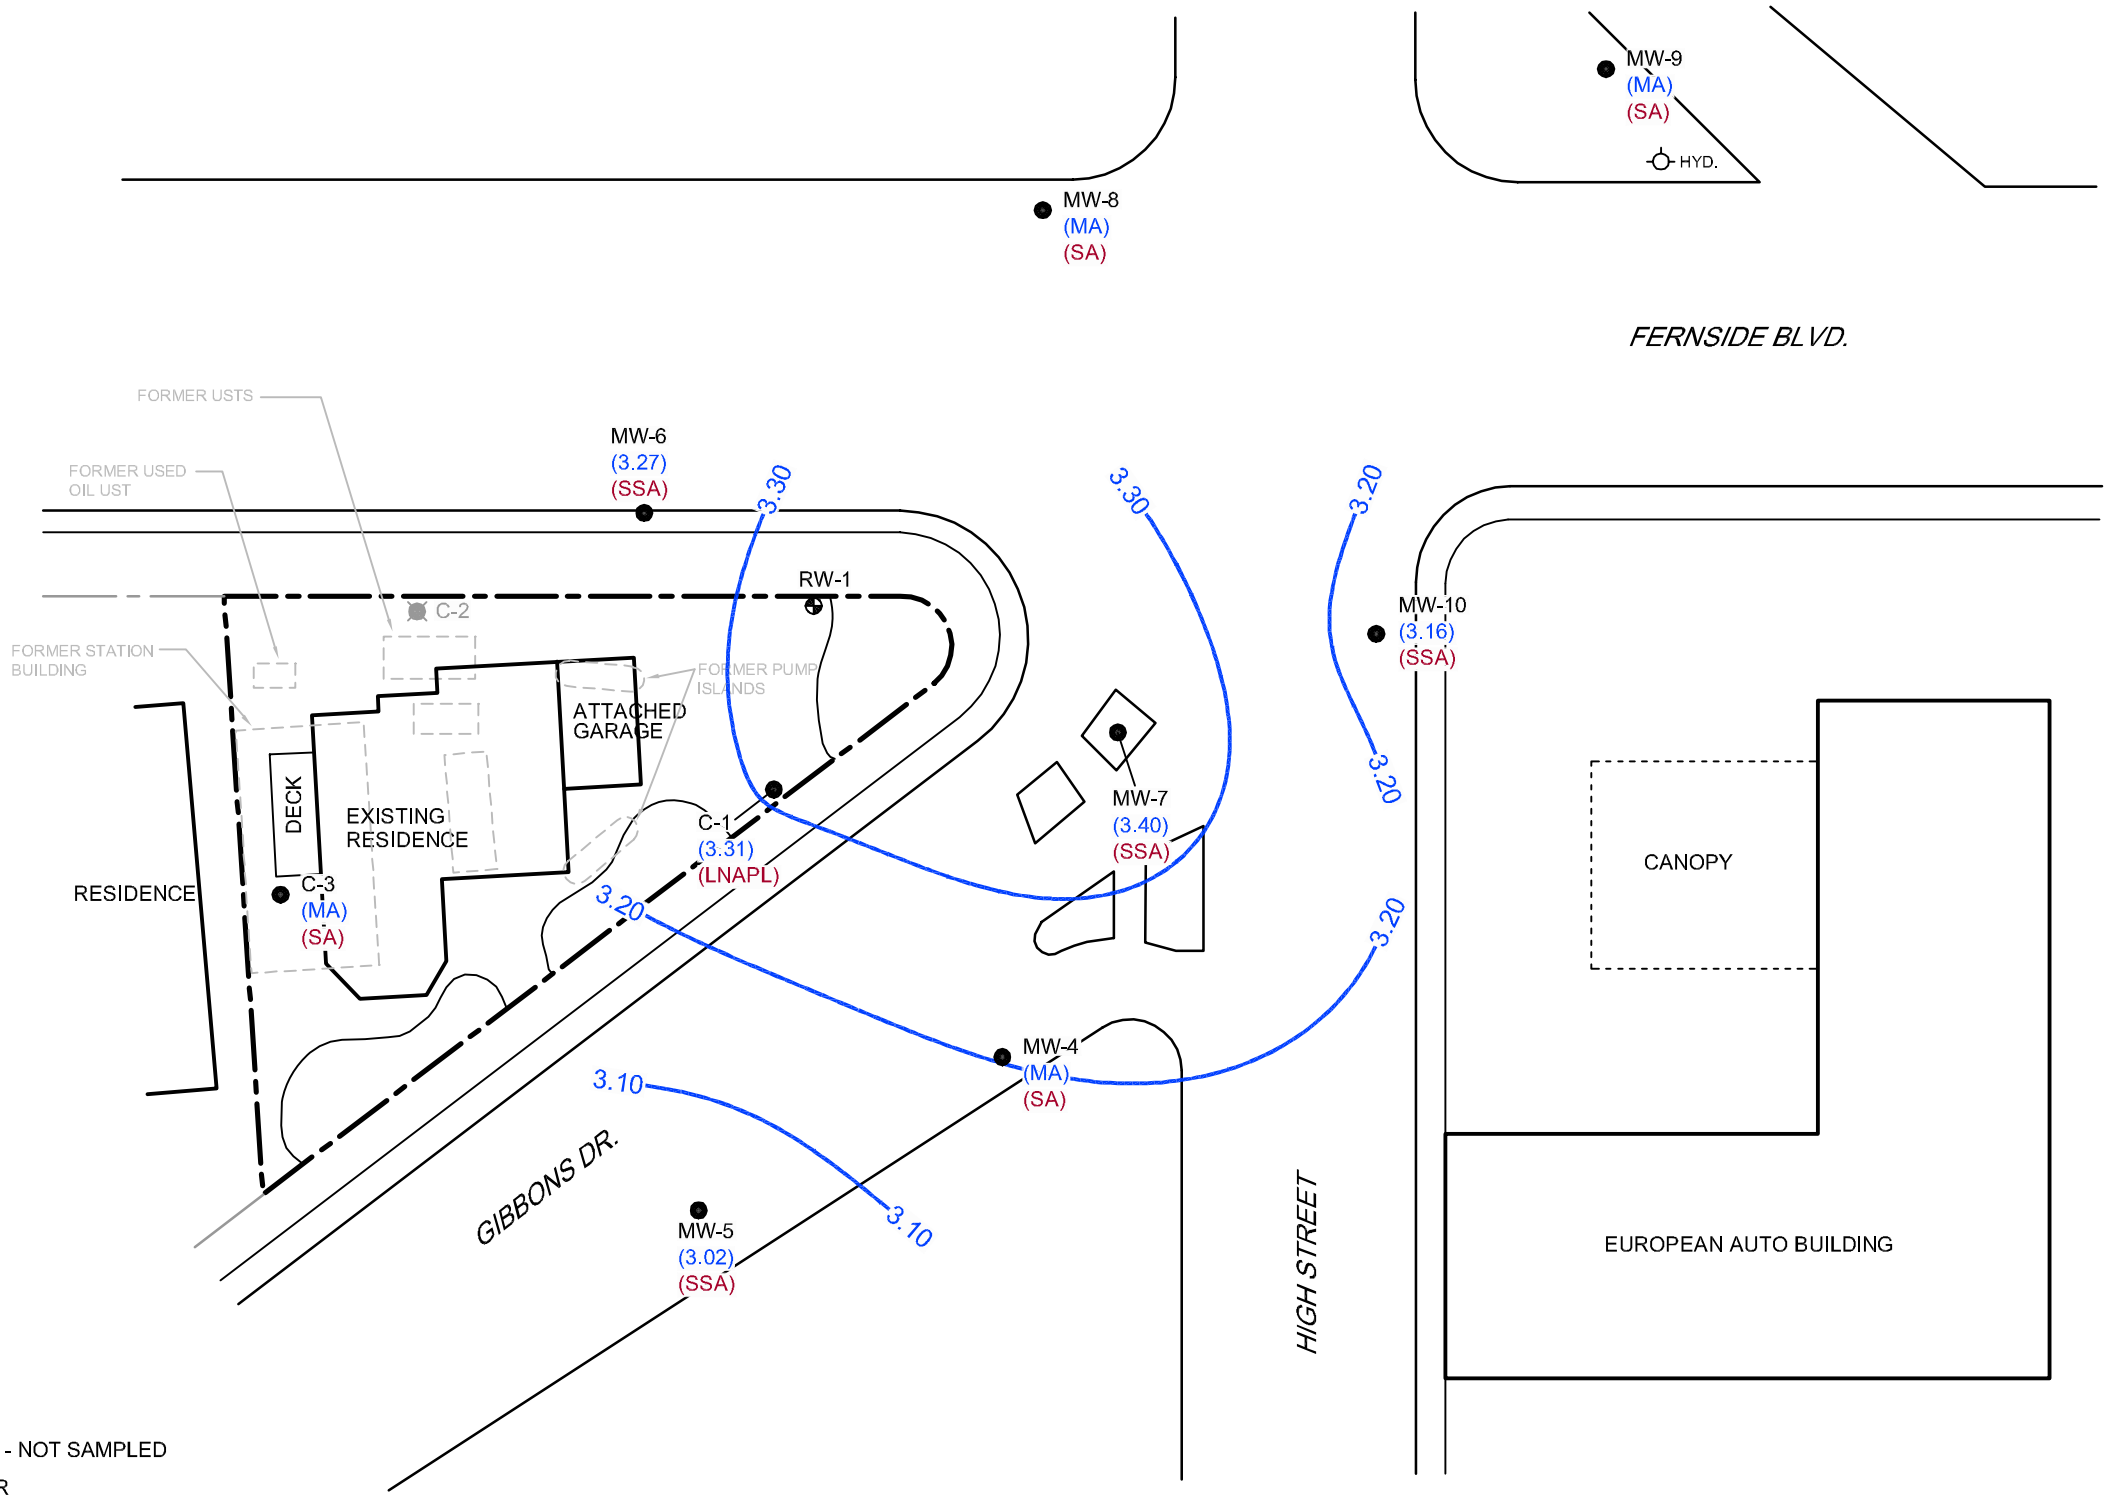 MW-9
(MA)
(SA)
HYD.
MW-8
(MA)
(SA)
FERNSIDE BLVD.
FORMER USTS
MW-6
(3.27)
(SSA)
FORMER USED
OIL UST
3.30
3.30
3.20
RW-1
C-2
MW-10
(3.16)
(SSA)
FORMER STATION
BUILDING
FORMER PUMP
ISLANDS
ATTACHED
GARAGE
3.20
DECK
EXISTING
RESIDENCE
C-1
(3.31)
(LNAPL)
MW-7
(3.40)
(SSA)
CANOPY
RESIDENCE
C-3
(MA)
(SA)
3.20
3.20
MW-4
(MA)
(SA)
3.10
GIBBONS DR.
3.10
MW-5
(3.02)
(SSA)
HIGH STREET
EUROPEAN AUTO BUILDING
- NOT SAMPLED
R